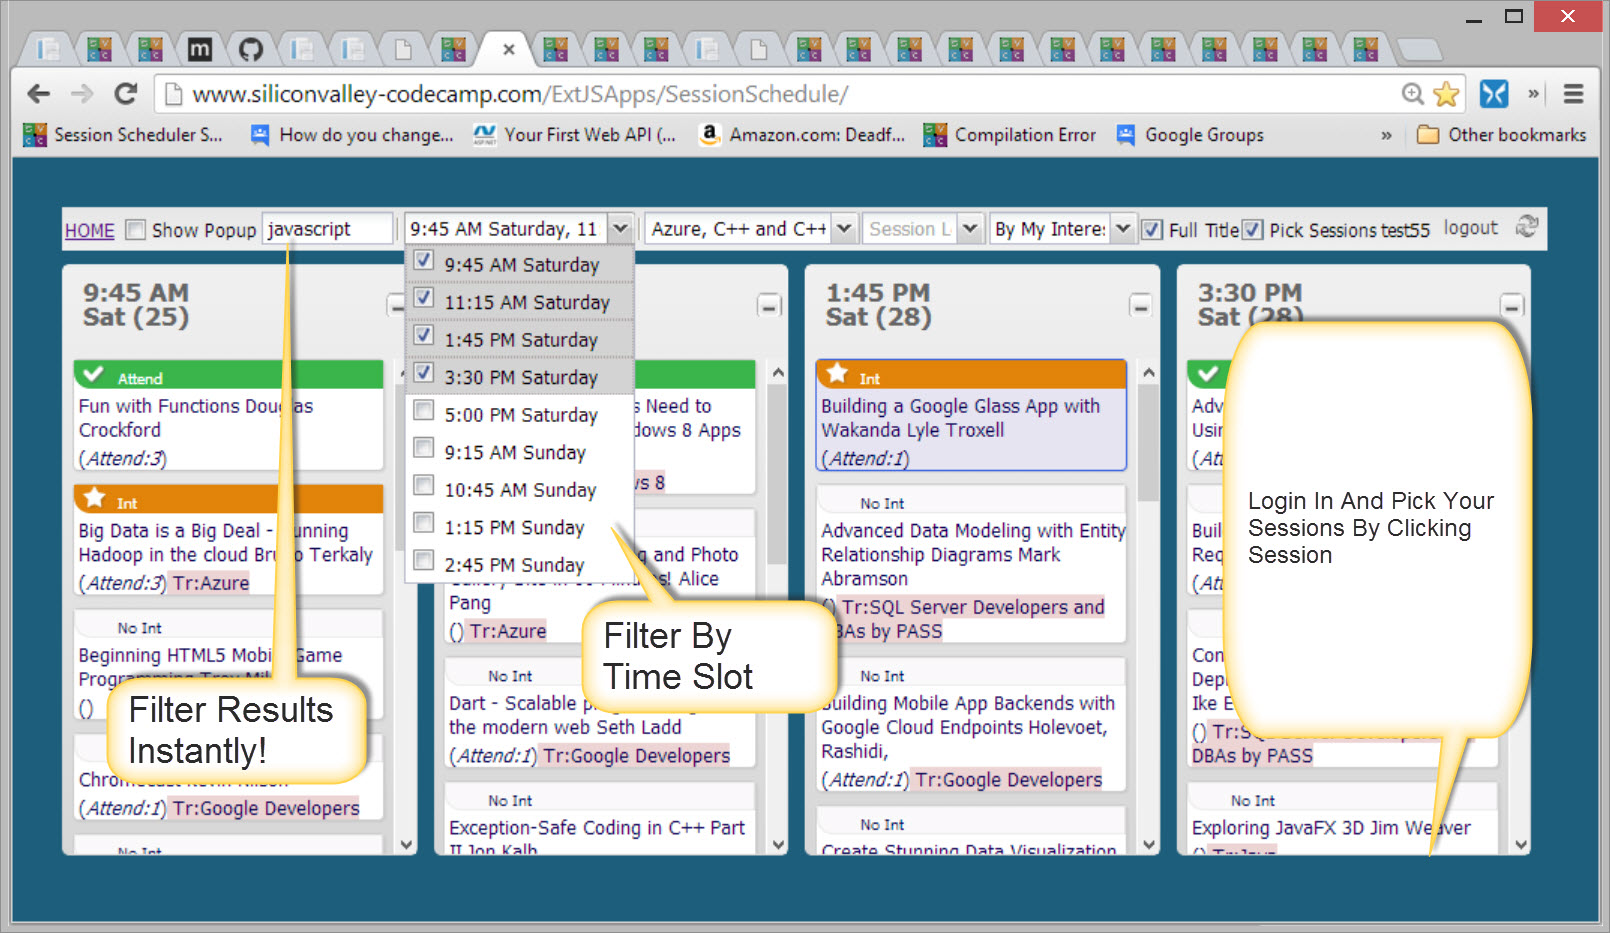 www.siliconvalley-codecamp.com/ExtJSApps/SessionSchedule/
Session Scheduler S... How do you change... Your First Web API (... Amazon.com: Deadf... Compilation Error Google Groups » Other bookmarks
HOME Show Popup javascript 9:45 AM Saturday, 11 Azure, C++ and C++ Session L By My Interes Full Title Pick Sessions test55 logout
9:45 AM Saturday
11:15 AM Saturday
1:45 PM Saturday
3:30 PM Saturday
5:00 PM Saturday
9:15 AM Sunday
10:45 AM Sunday
1:15 PM Sunday
2:45 PM Sunday
9:45 AM
Sat (25)
Attend
Fun with Functions Douglas
Crockford
(Attend:3)
Int
Big Data is a Big Deal - Running
Hadoop in the cloud Bruno Terkaly
(Attend:3) Tr:Azure
No Int
Beginning HTML5 Mobile Game
Programming Troy
()
Filter Results
Instantly!
Chromecast Kevin Nilson
(Attend:1) Tr:Google Developers
No Int
s Need to
dows 8 Apps
ws 8
g and Photo
Alice
Pang
() Tr:Azure
No Int
Dart - Scalable
the modern web Seth Ladd
(Attend:1) Tr:Google Developers
No Int
Exception-Safe Coding in C++ Part
II Jon Kalb
Filter By
Time Slot
1:45 PM
Sat (28)
Int
Building a Google Glass App with
Wakanda Lyle Troxell
(Attend:1)
No Int
Advanced Data Modeling with Entity
Relationship Diagrams Mark
Abramson
() Tr:SQL Server Developers and
DBAs by PASS
No Int
Building Mobile App Backends with
Google Cloud Endpoints Holevoet,
Rashidi,
(Attend:1) Tr:Google Developers
No Int
Create Stunning Data Visualization
3:30 PM
Sat (28)
Login In And Pick Your
Sessions By Clicking
Session
Ike E
DBAs by PASS
No Int
Exploring JavaFX 3D Jim Weaver
() Tr:Java